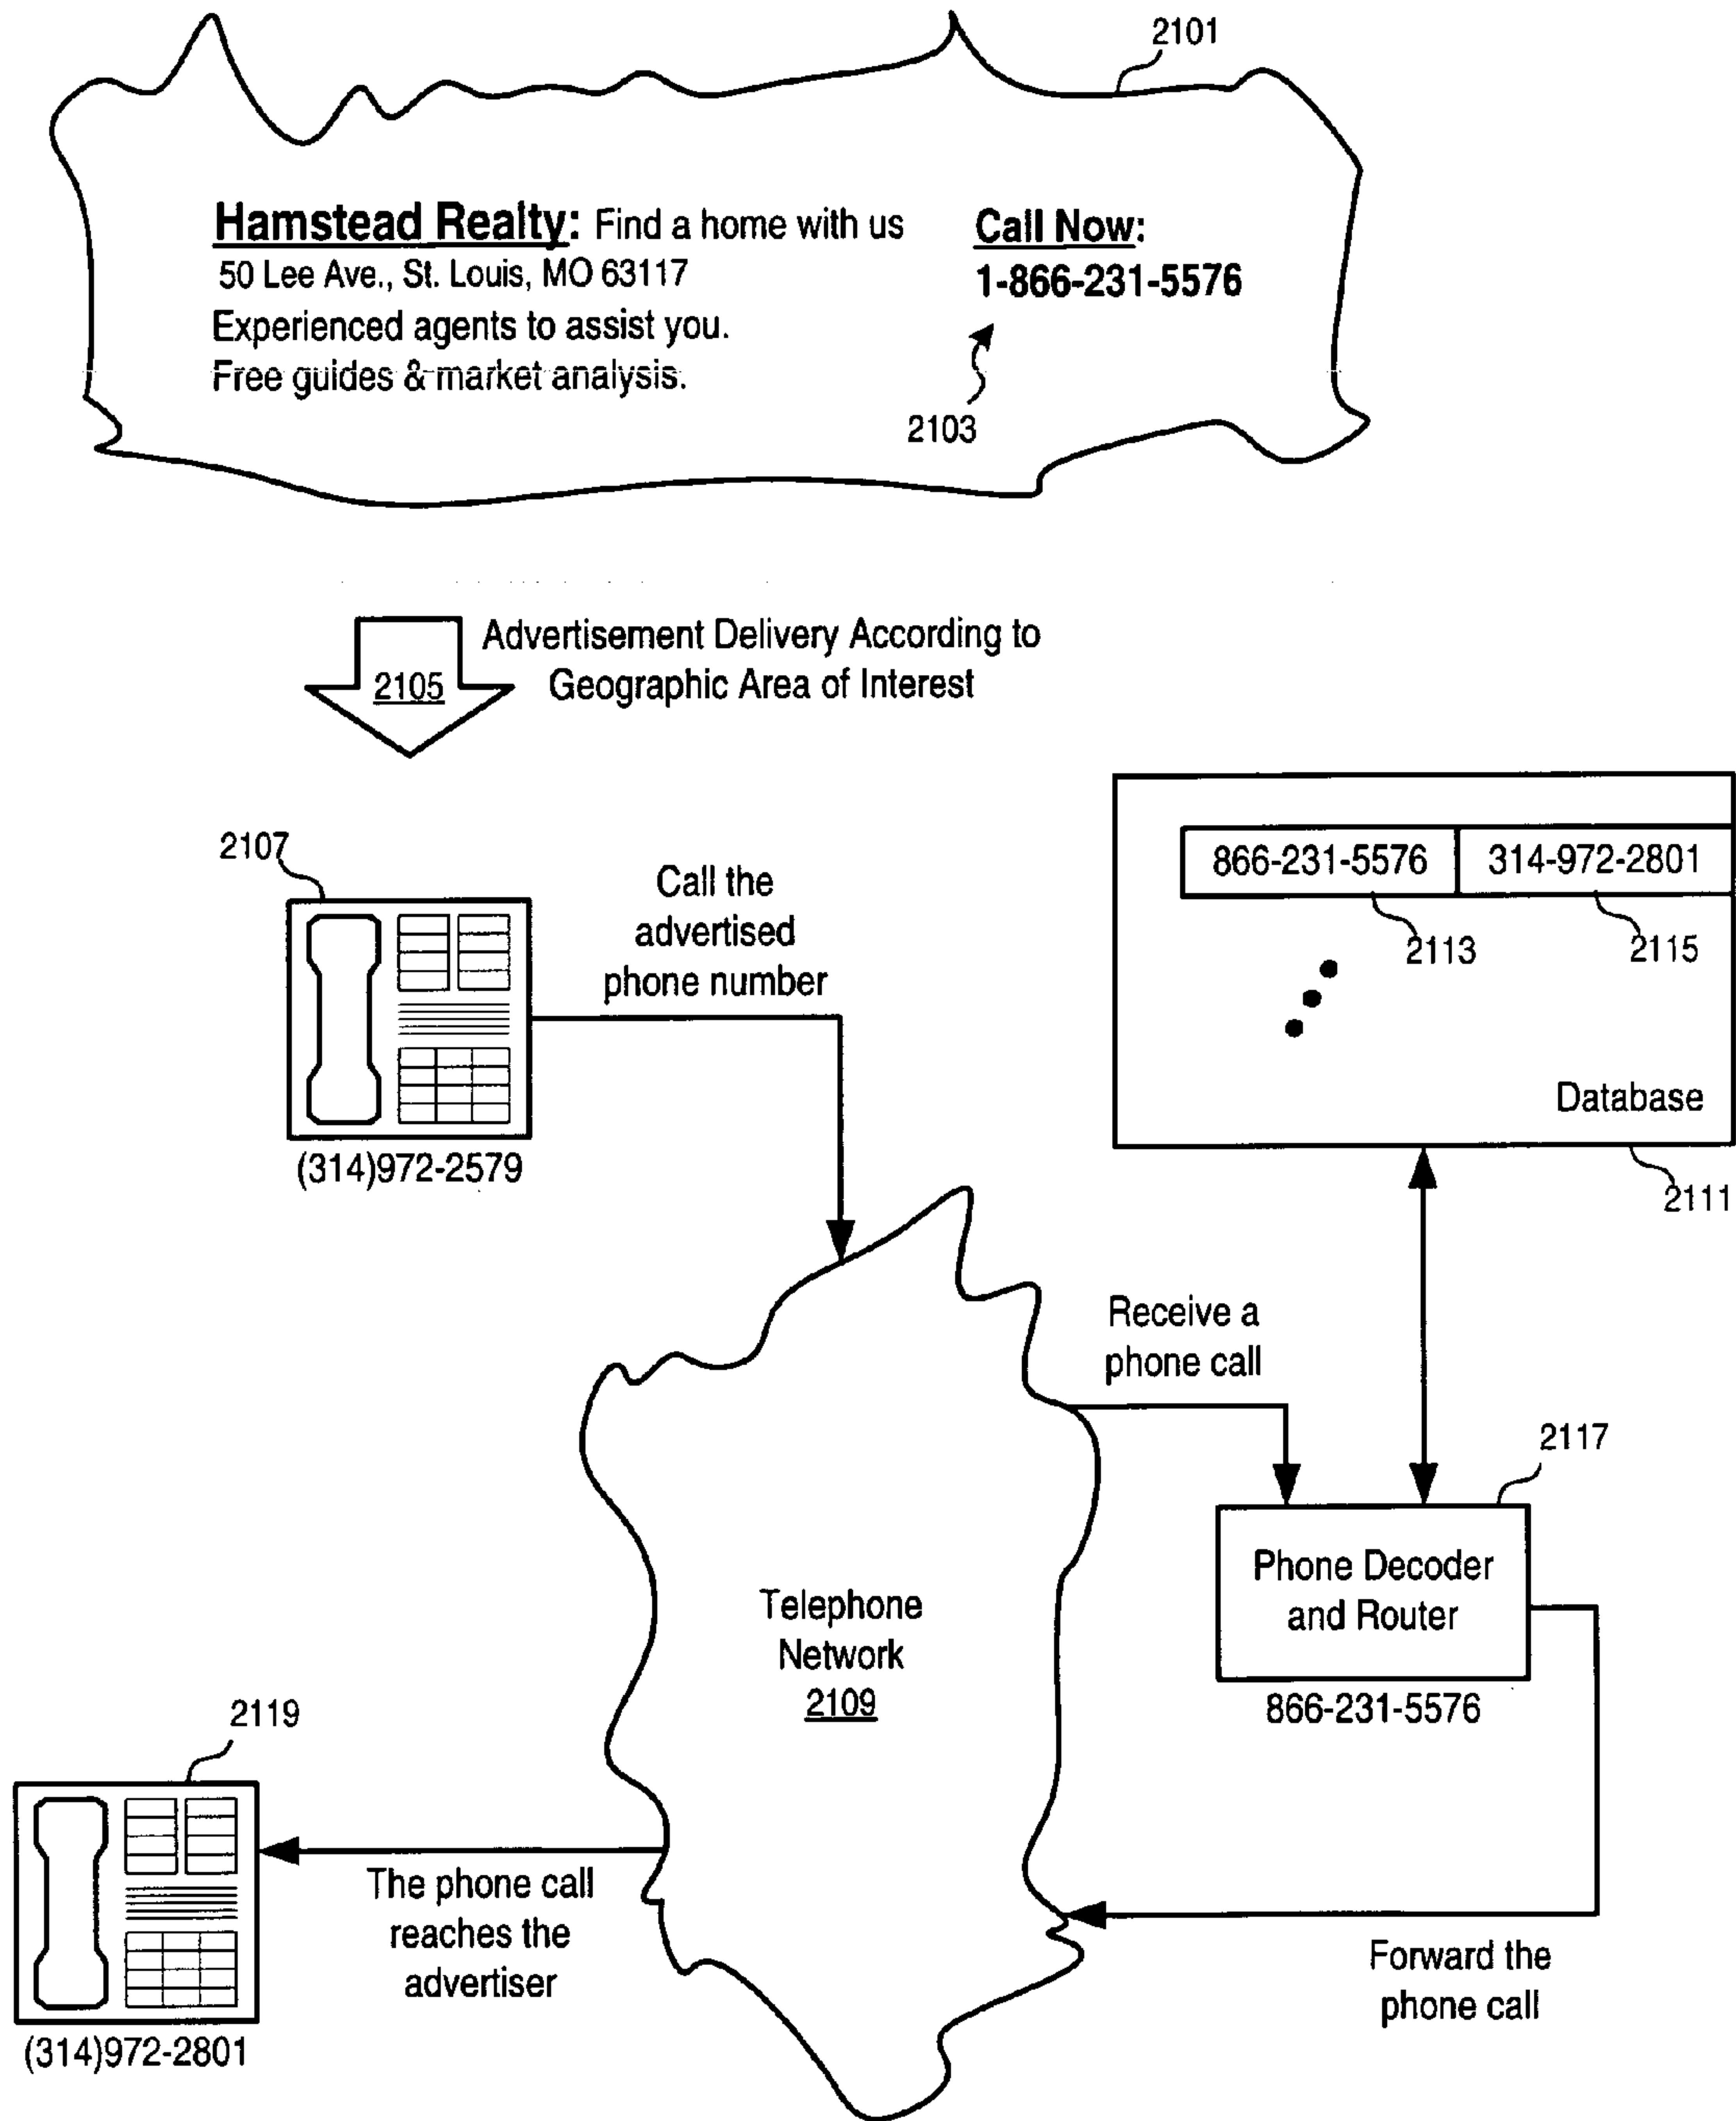 2101
Hamstead Realty: Find a home with us
50 Lee Ave., St. Louis, MO 63117
Experienced agents to assist you.
Free guides & market analysis.
Call Now:
1-866-231-5576
2103
2105
Advertisement Delivery According to
Geographic Area of Interest
2107
(314)972-2579
Call the
advertised
phone number
866-231-5576
314-972-2801
2113
2115
Database
2111
Receive a
phone call
2117
Phone Decoder
and Router
866-231-5576
Telephone
Network
2109
2119
(314)972-2801
The phone call
reaches the
advertiser
Forward the
phone call